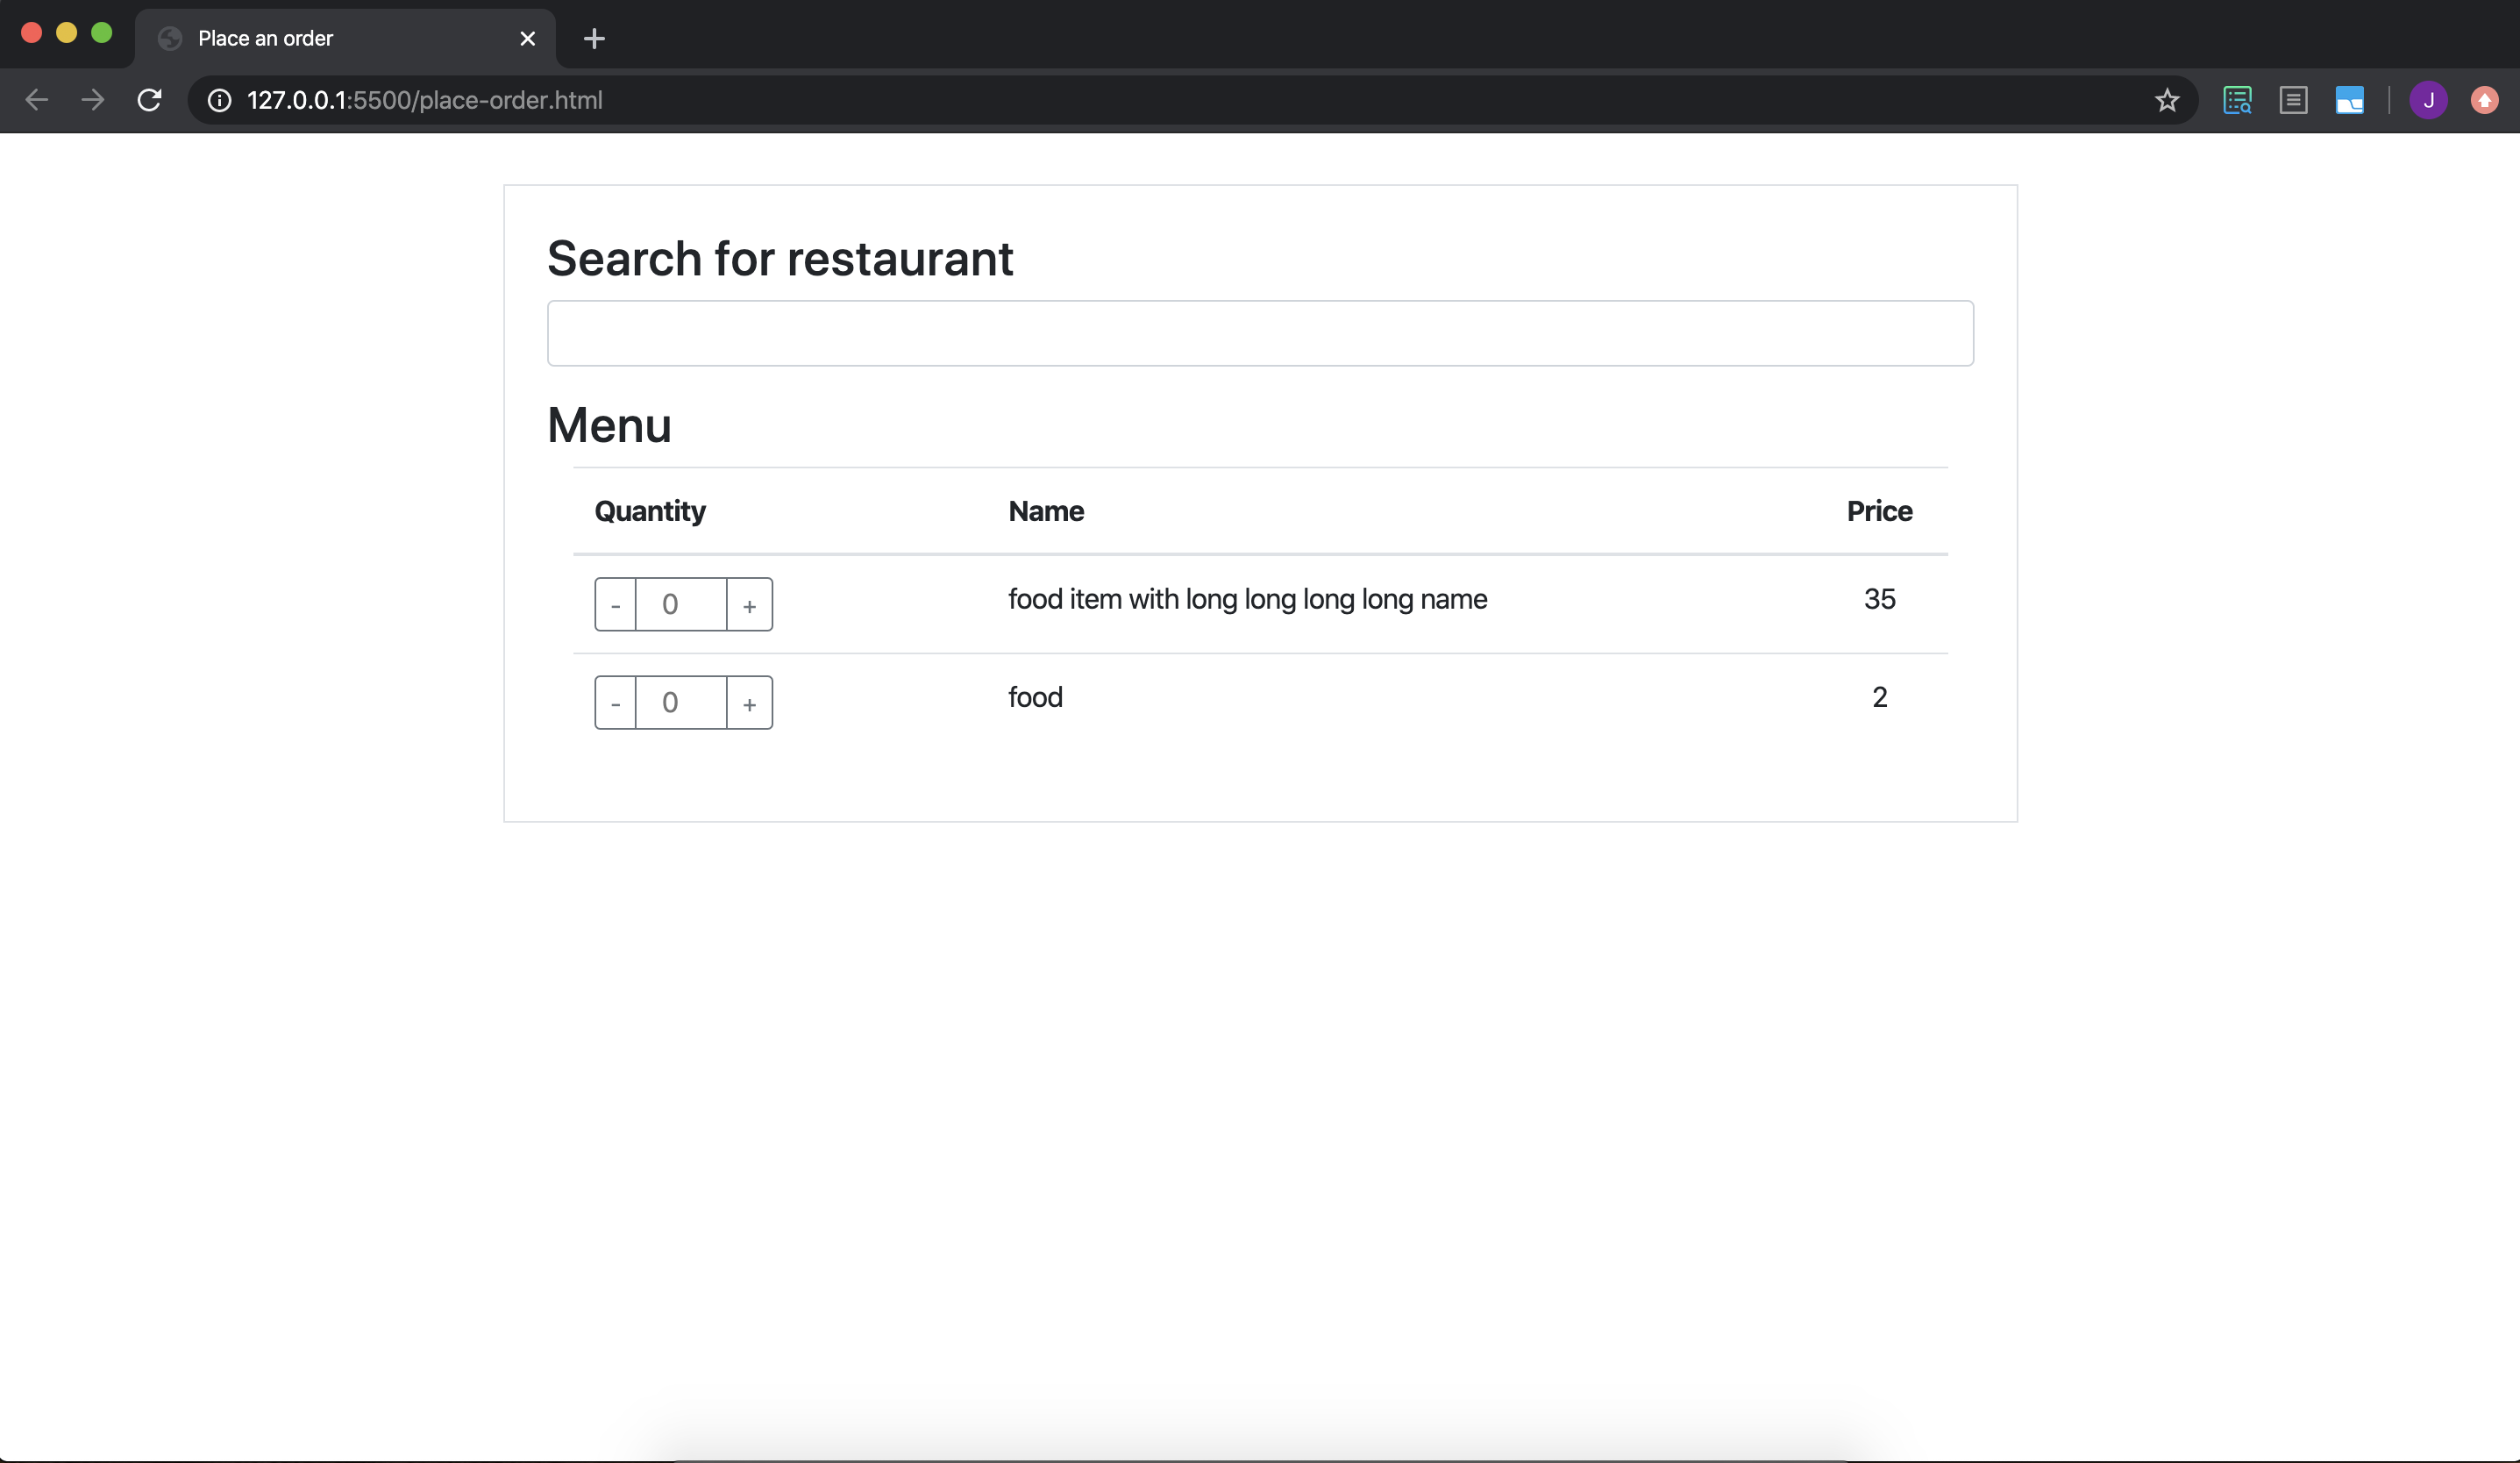 Place an order
127.0.0.1:5500/place-order.html
J
Search for restaurant
Menu
Quantity Name Price
- 0 + food item with long long long long name 35
- 0 + food 2